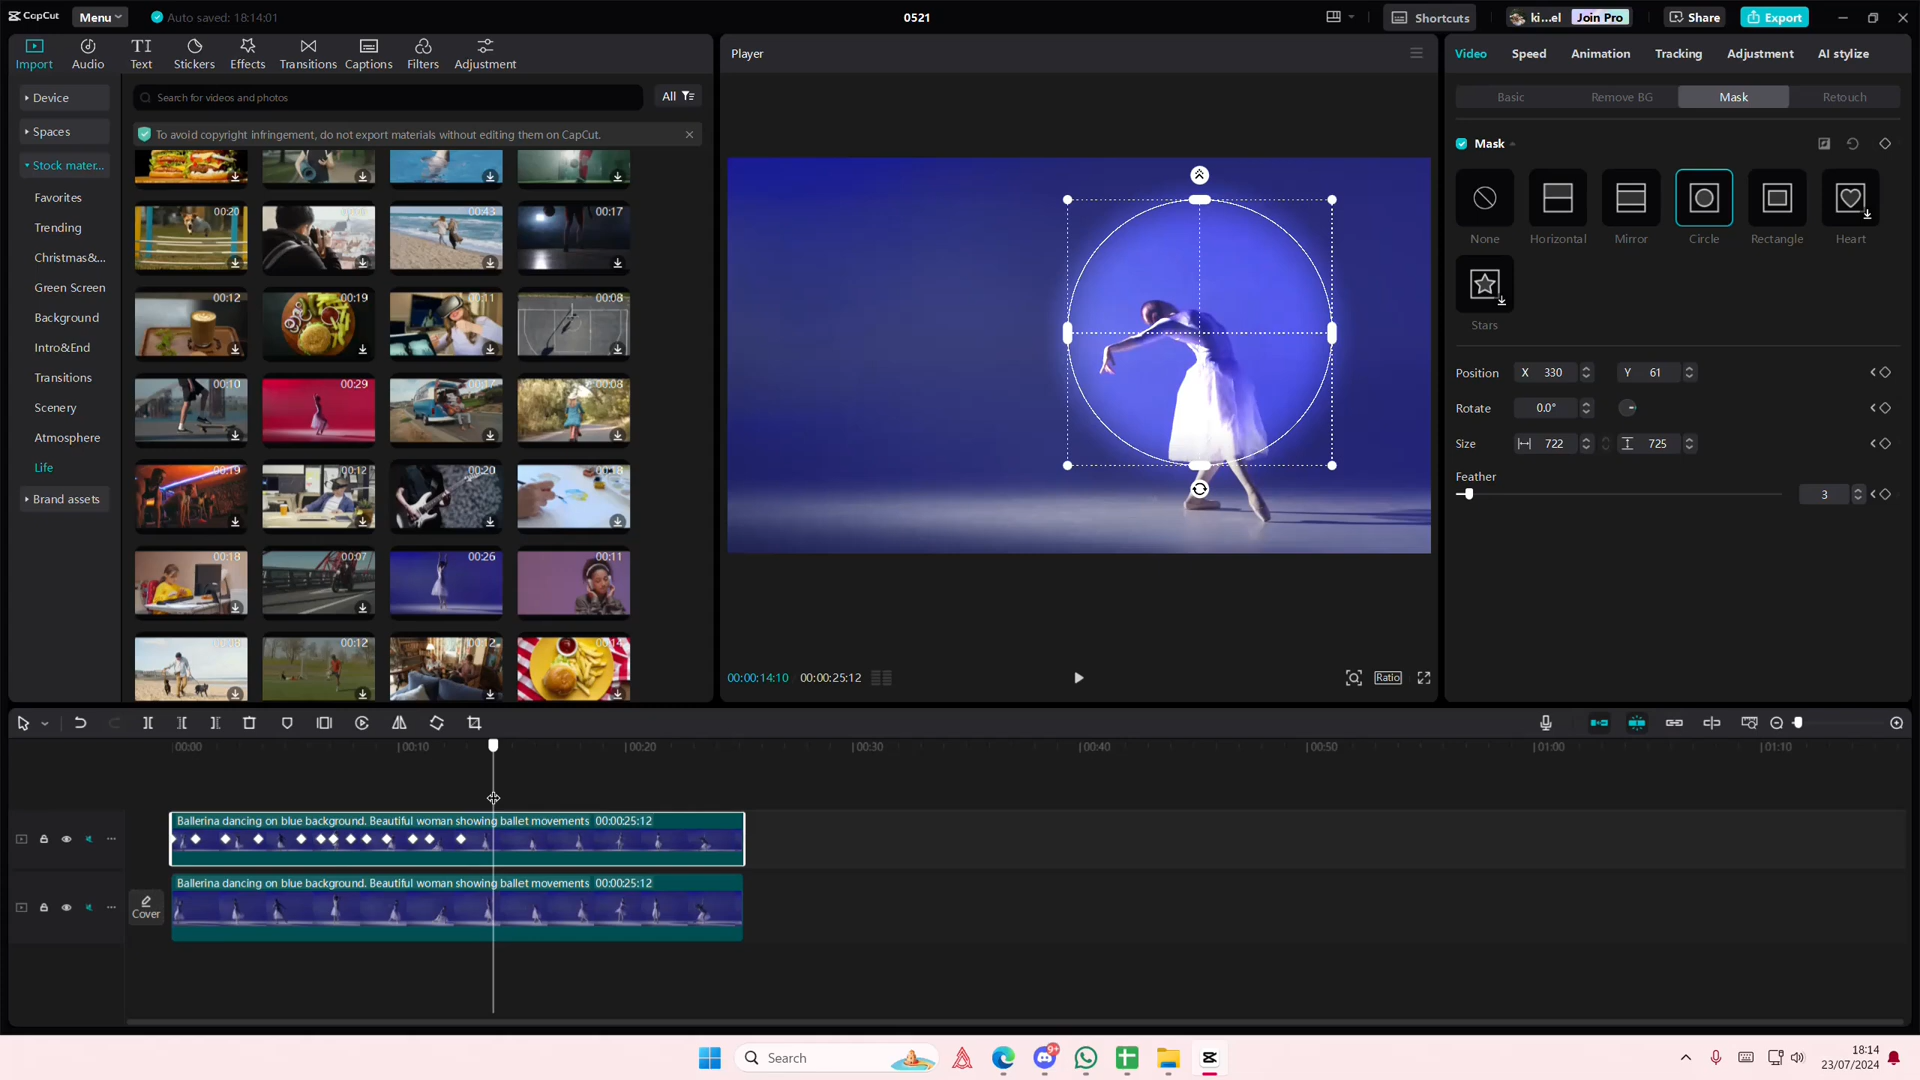 CapCut
Menu
Auto saved: 18:14:01
0521
Shortcuts
ki...el
Join Pro
Share
Export
Import
Audio
Text
Stickers
Effects
Transitions
Captions
Filters
Adjustment
Player
Video
Speed
Animation
Tracking
Adjustment
AI stylize
Device
Spaces
Stock mater...
Favorites
Trending
Christmas&...
Green Screen
Background
Intro&End
Transitions
Scenery
Atmosphere
Life
Brand assets
Search for videos and photos
All
To avoid copyright infringement, do not export materials without editing them on CapCut.
00:20
00:43
00:17
00:12
00:19
00:11
00:08
00:10
00:29
00:17
00:08
00:19
00:12
00:20
00:18
00:07
00:26
00:11
00:12
00:12
Basic
Remove BG
Mask
Retouch
Mask
None
Horizontal
Mirror
Circle
Rectangle
Heart
Stars
Position
X 330
Y 61
Rotate
0.0°
Size
722
725
Feather
3
00:00:14:10
00:00:25:12
Ratio
00:00
00:10
00:20
00:30
00:40
00:50
01:00
01:10
Ballerina dancing on blue background. Beautiful woman showing ballet movements 00:00:25:12
Cover
Ballerina dancing on blue background. Beautiful woman showing ballet movements 00:00:25:12
Search
9+
18:14
23/07/2024